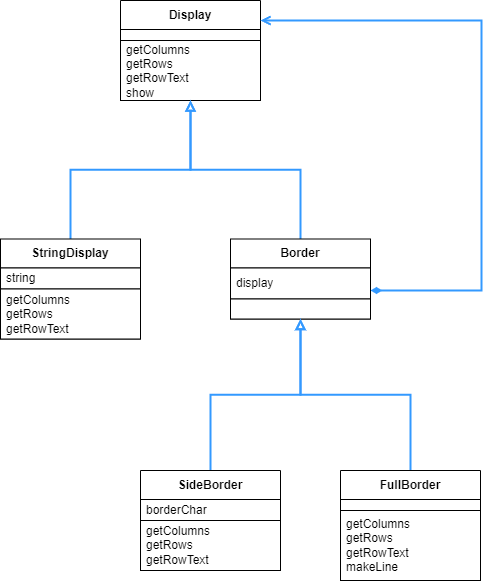 Display
getColumns
getRows
getRowText
show
StringDisplay
string
getColumns
getRows
getRowText
Border
display
SideBorder
borderChar
getColumns
getRows
getRowText
FullBorder
getColumns
getRows
getRowText
makeLine